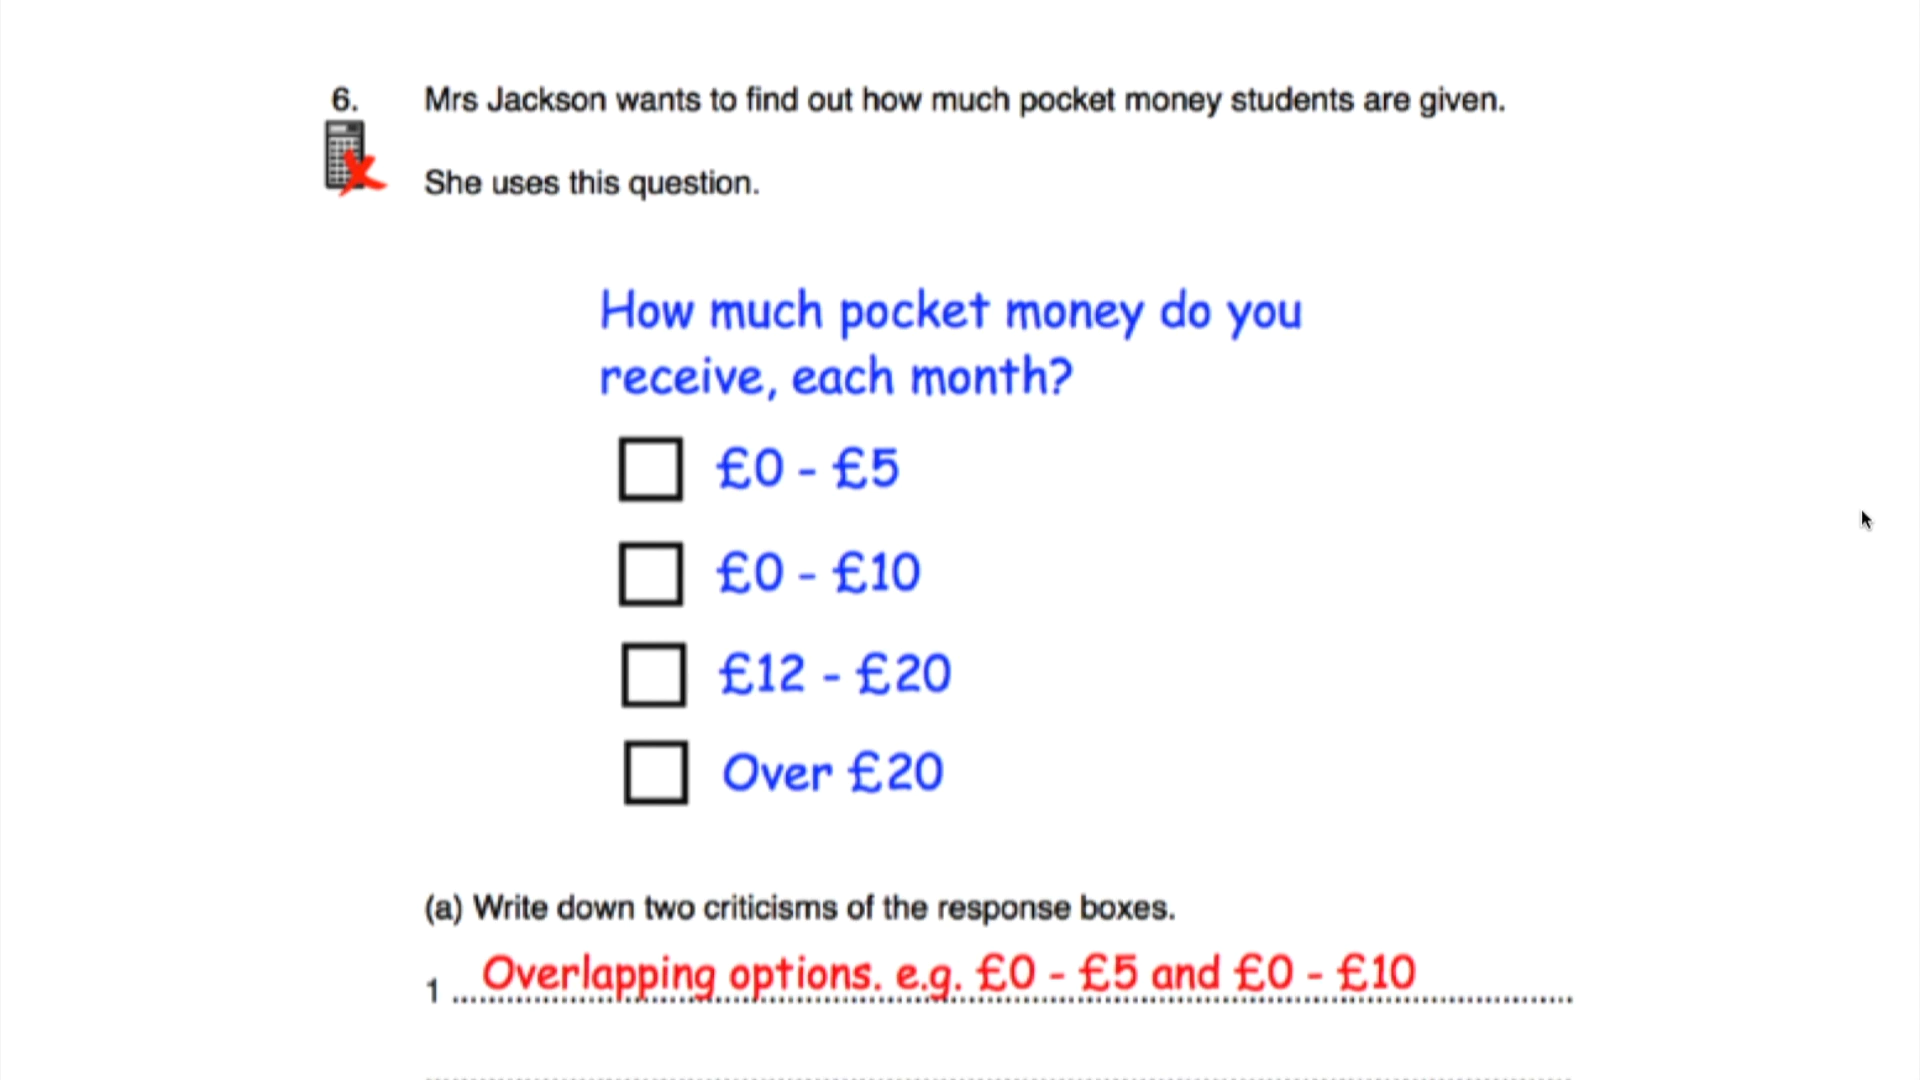 6. Mrs Jackson wants to find out how much pocket money students are given.
She uses this question.
How much pocket money do you
receive, each month?
£0 - £5
£0 - £10
£12 - £20
Over £20
(a) Write down two criticisms of the response boxes.
1 Overlapping options. e.g. £0 - £5 and £0 - £10